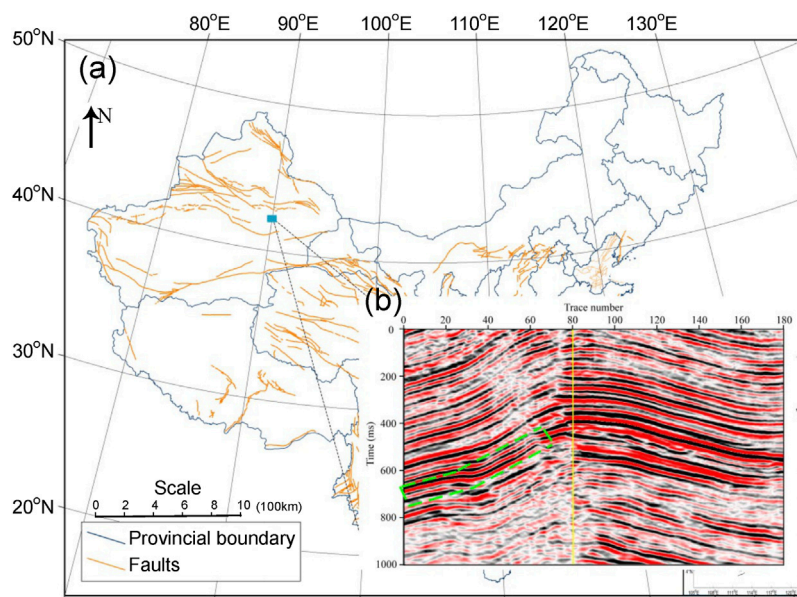 80°N 90°E 100°E 110°E 120°E 130°E
50°N
(a)
N
40°N
30°N
20°N
Scale
0 2 4 6 8 10 (100km)
Provincial boundary
Faults
(b)
Trace number
0 20 40 60 80 100 120 140 160 180
Time (ms)
0
200
400
600
800
1000